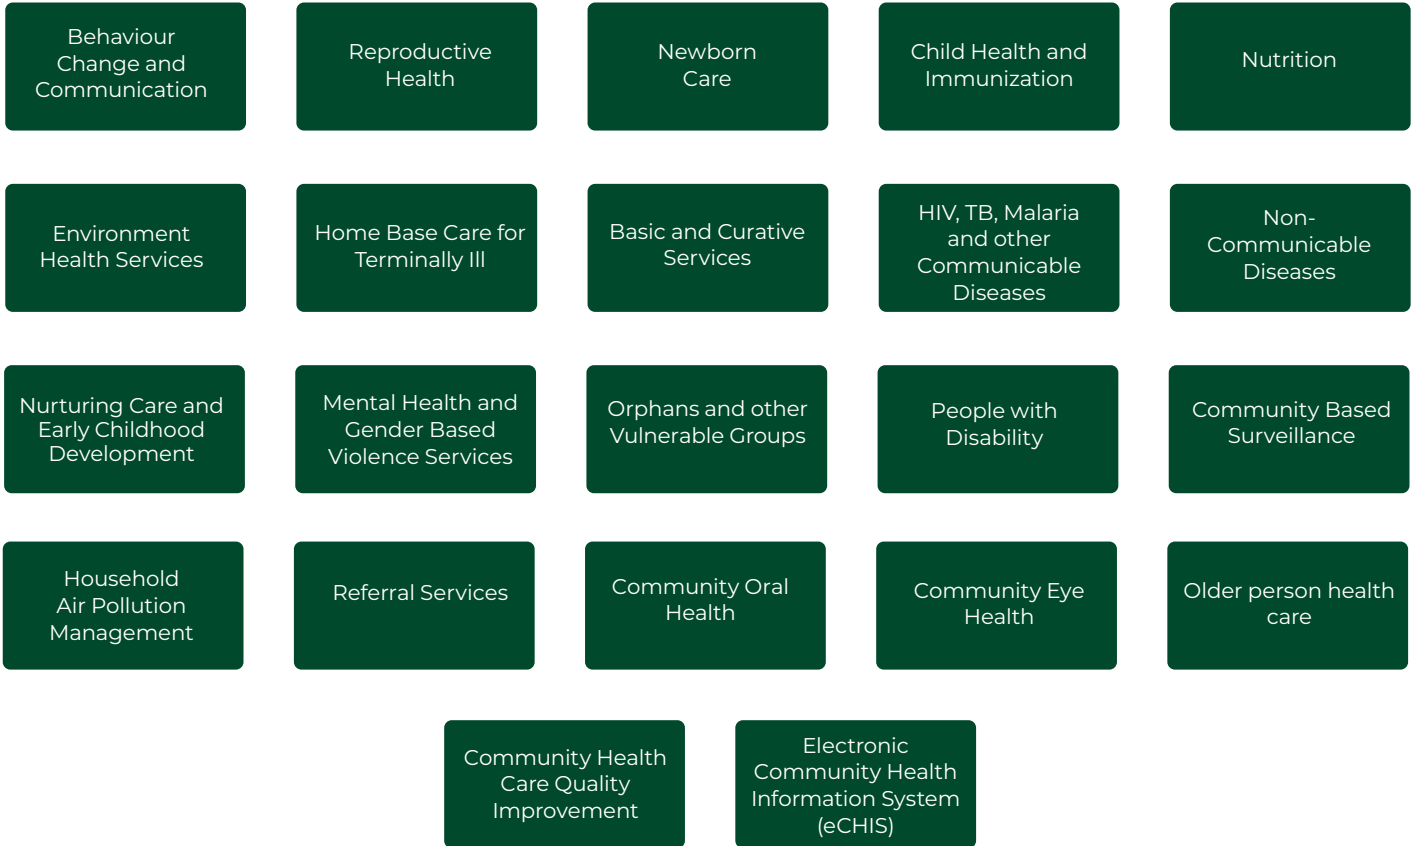 Behaviour
Change and
Communication
Reproductive
Health
Newborn
Care
Child Health and
Immunization
Nutrition
Environment
Health Services
Home Base Care for
Terminally Ill
Basic and Curative
Services
HIV, TB, Malaria
and other
Communicable
Diseases
Non-
Communicable
Diseases
Nurturing Care and
Early Childhood
Development
Mental Health and
Gender Based
Violence Services
Orphans and other
Vulnerable Groups
People with
Disability
Community Based
Surveillance
Household
Air Pollution
Management
Referral Services
Community Oral
Health
Community Eye
Health
Older person health
care
Community Health
Care Quality
Improvement
Electronic
Community Health
Information System
(eCHIS)